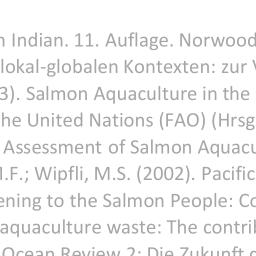 n Indian. 11. Auflage. Norwood
lokal-globalen Kontexten: zur
3). Salmon Aquaculture in the
he United Nations (FAO) (Hrsg
Assessment of Salmon Aquacu
M.F.; Wipfli, M.S. (2002). Pacific
ening to the Salmon People: Co
aquaculture waste: The contrib
Ocean Review 2: Die Zukunft d